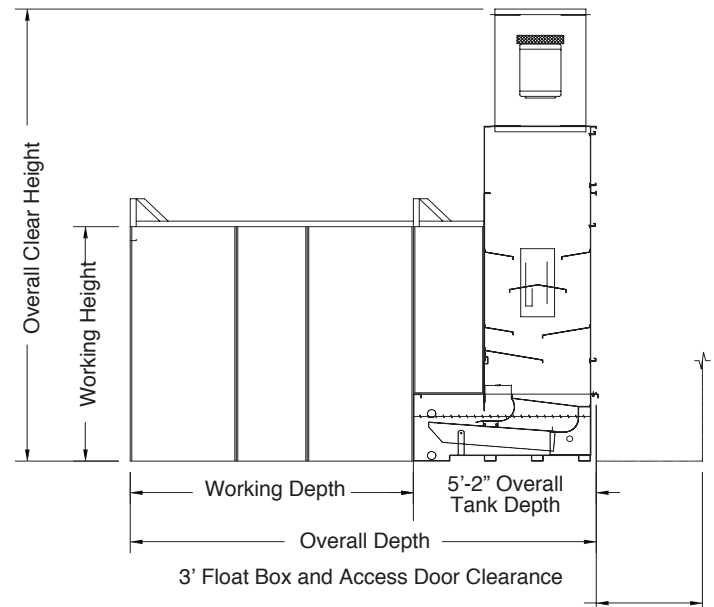 Overall Clear Height
Working Height
Working Depth
5’-2” Overall
Tank Depth
Overall Depth
3’ Float Box and Access Door Clearance